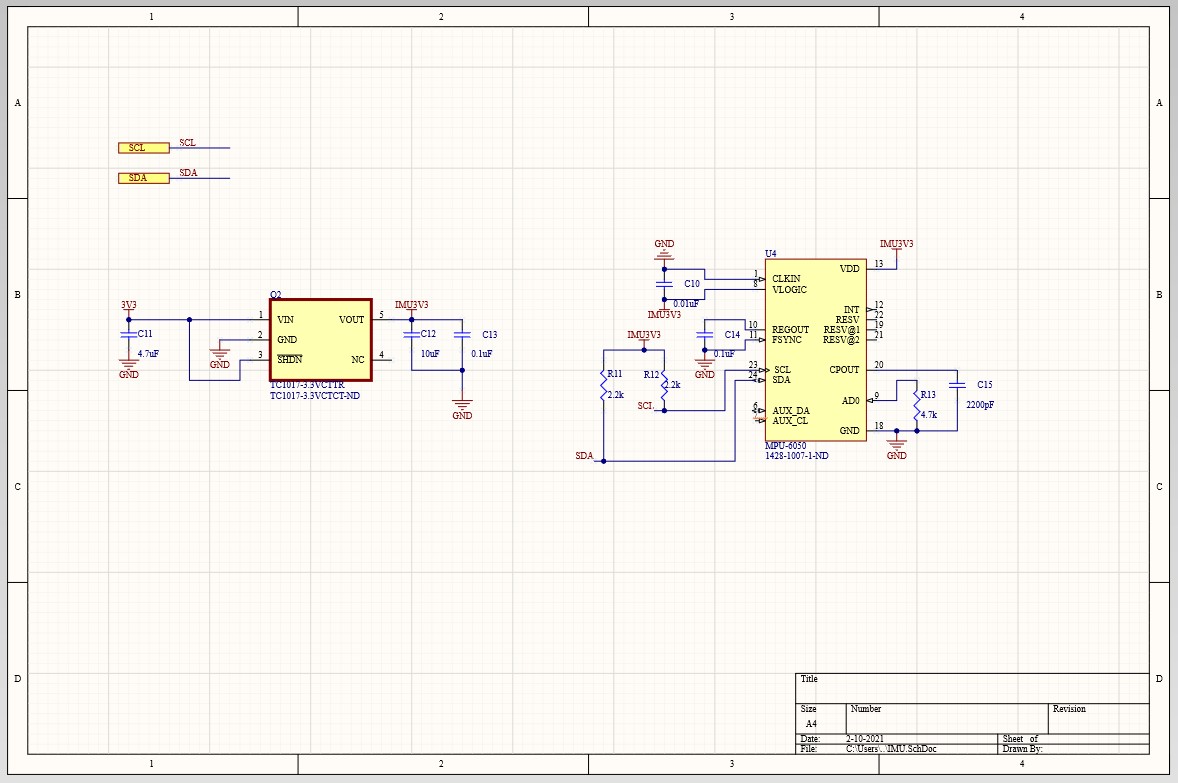 1 2 3 4
A A
SCL SCL
SDA SDA
B B
3V3
C11
4.7uF
GND
Q2
1 VIN
2 GND
3 SHDN
VOUT 5
NC 4
GND
TC1017-3.3VCTTR
TC1017-3.3VCTCT-ND
IMU3V3
C12
10uF
C13
0.1uF
GND
GND
C10
0.01uF
IMU3V3
C14
0.1uF
GND
IMU3V3
R11
2.2k
R12
2.2k
SCL
SDA
U4
1 CLKIN
8 VLOGIC
10 REGOUT
11 FSYNC
23 SCL
24 SDA
6 AUX_DA
AUX_CL
VDD 13
INT 12
RESV 22
RESV@1 19
RESV@2 21
CPOUT 20
AD0 9
GND 18
MPU-6050
1428-1007-1-ND
IMU3V3
R13
4.7k
C15
2200pF
GND
C C
D D
Title
Size Number Revision
A4
Date: 2-10-2021 Sheet of
File: C:\Users\..\IMU.SchDoc Drawn By:
1 2 3 4